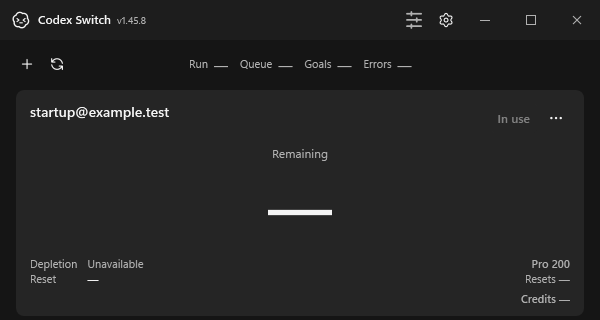 Codex Switch v1.45.8
Run — Queue — Goals — Errors —
startup@example.test
In use
Remaining
—
Depletion Unavailable
Pro 200
Reset —
Resets —
Credits —